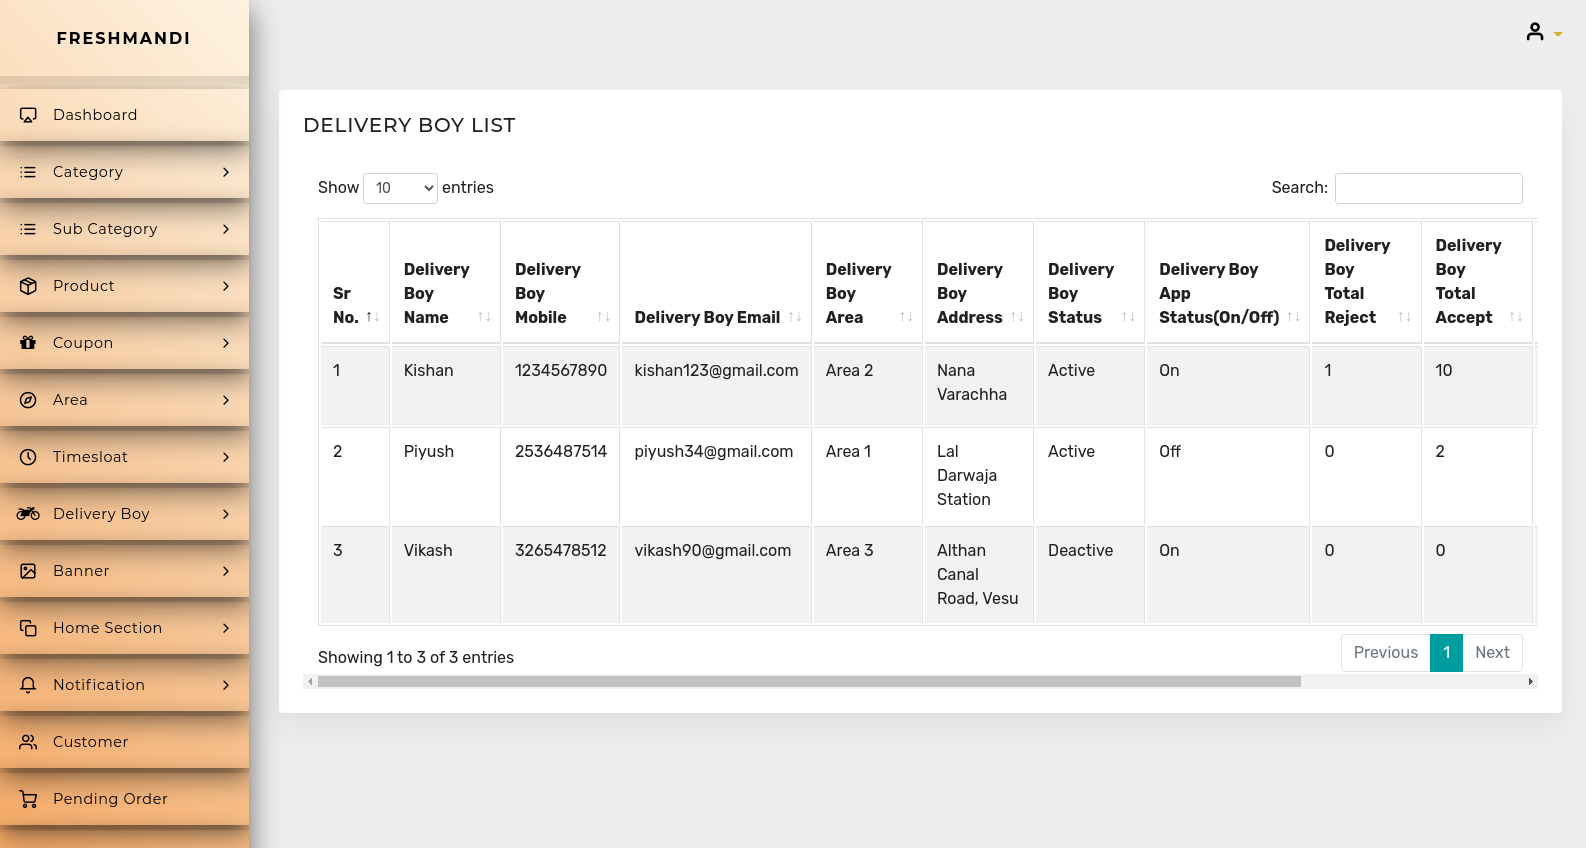 FRESHMANDI
Dashboard
Category
Sub Category
Product
Coupon
Area
Timesloat
Delivery Boy
Banner
Home Section
Notification
Customer
Pending Order
DELIVERY BOY LIST
Show 10 entries
Search:
Sr No. Delivery Boy Name Delivery Boy Mobile Delivery Boy Email Delivery Boy Area Delivery Boy Address Delivery Boy Status Delivery Boy App Status(On/Off) Delivery Boy Total Reject Delivery Boy Total Accept
1 Kishan 1234567890 kishan123@gmail.com Area 2 Nana Varachha Active On 1 10
2 Piyush 2536487514 piyush34@gmail.com Area 1 Lal Darwaja Station Active Off 0 2
3 Vikash 3265478512 vikash90@gmail.com Area 3 Althan Canal Road, Vesu Deactive On 0 0
Showing 1 to 3 of 3 entries
Previous 1 Next